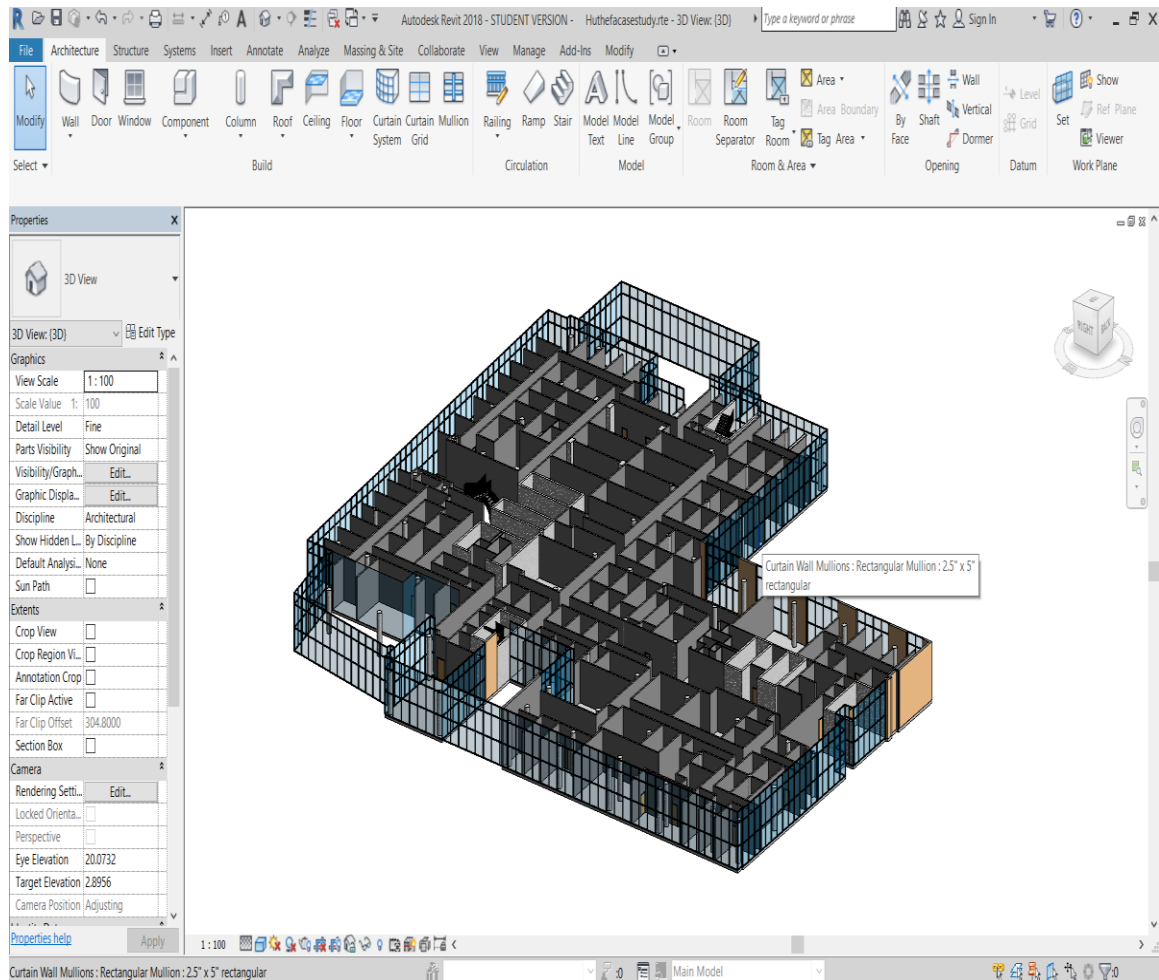 Autodesk Revit 2018 - STUDENT VERSION - Huthefacasestudy.rte - 3D View: {3D}
Type a keyword or phrase
Sign In
File Architecture Structure Systems Insert Annotate Analyze Massing & Site Collaborate View Manage Add-Ins Modify
Modify
Wall Door Window Component Column Roof Ceiling Floor Curtain System Curtain Grid Mullion
Railing Ramp Stair
Model Text Model Line Model Group
Room Room Separator Tag Room
Area
Area Boundary
Tag Area
By Face Shaft
Wall
Vertical
Dormer
Level
Grid
Set
Show
Ref Plane
Viewer
Select Build Circulation Model Room & Area Opening Datum Work Plane
Properties X
3D View
3D View: {3D} Edit Type
Graphics
View Scale 1 : 100
Scale Value 1: 100
Detail Level Fine
Parts Visibility Show Original
Visibility/Graph... Edit...
Graphic Displa... Edit...
Discipline Architectural
Show Hidden L... By Discipline
Default Analysi... None
Sun Path
Extents
Crop View
Crop Region Vi...
Annotation Crop
Far Clip Active
Far Clip Offset 304.8000
Section Box
Camera
Rendering Setti... Edit...
Locked Orienta...
Perspective
Eye Elevation 20.0732
Target Elevation 2.8956
Camera Position Adjusting
Properties help Apply
RIGHT BACK
Curtain Wall Mullions : Rectangular Mullion : 2.5" x 5"
rectangular
1 : 100
Curtain Wall Mullions : Rectangular Mullion : 2.5" x 5" rectangular
:0 Main Model :0